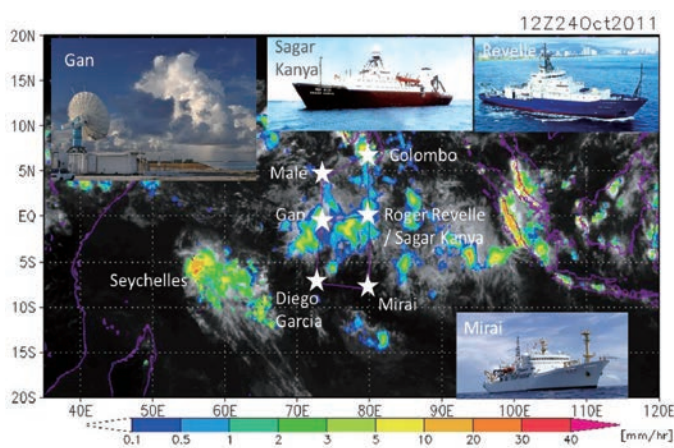 12Z24Oct2011
20N
15N
10N
5N
EQ
5S
10S
15S
20S
Gan
Sagar
Kanya
Revelle
Colombo
Malé
Gan
Roger Revelle
/ Sagar Kanya
Seychelles
Diego
Garcia
Mirai
Mirai
40E 50E 60E 70E 80E 90E 100E 110E 120E
0.1 0.5 1 2 3 5 10 20 30 40 [mm/hr]